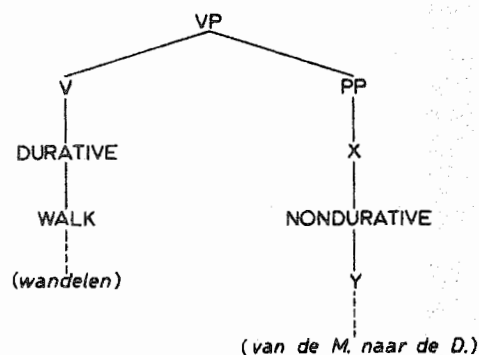 VP
V PP
DURATIVE X
WALK NONDURATIVE
(wandelen) Y
(van de M. naar de D.)